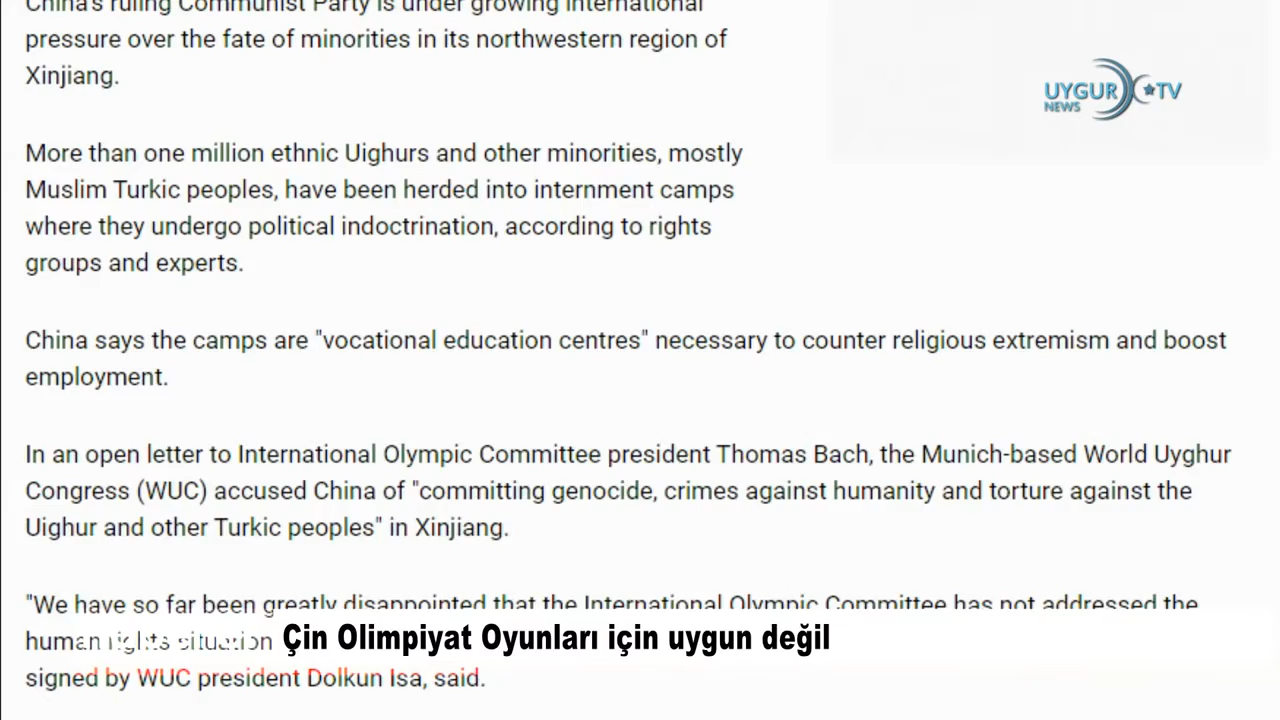 China's ruling Communist Party is under growing international
pressure over the fate of minorities in its northwestern region of
Xinjiang.
UYGUR TV
NEWS
More than one million ethnic Uighurs and other minorities, mostly
Muslim Turkic peoples, have been herded into internment camps
where they undergo political indoctrination, according to rights
groups and experts.
China says the camps are "vocational education centres" necessary to counter religious extremism and boost
employment.
In an open letter to International Olympic Committee president Thomas Bach, the Munich-based World Uyghur
Congress (WUC) accused China of "committing genocide, crimes against humanity and torture against the
Uighur and other Turkic peoples" in Xinjiang.
"We have so far been greatly disappointed that the International Olympic Committee has not addressed the
human rights situation
Çin Olimpiyat Oyunları için uygun değil
signed by WUC president Dolkun Isa, said.